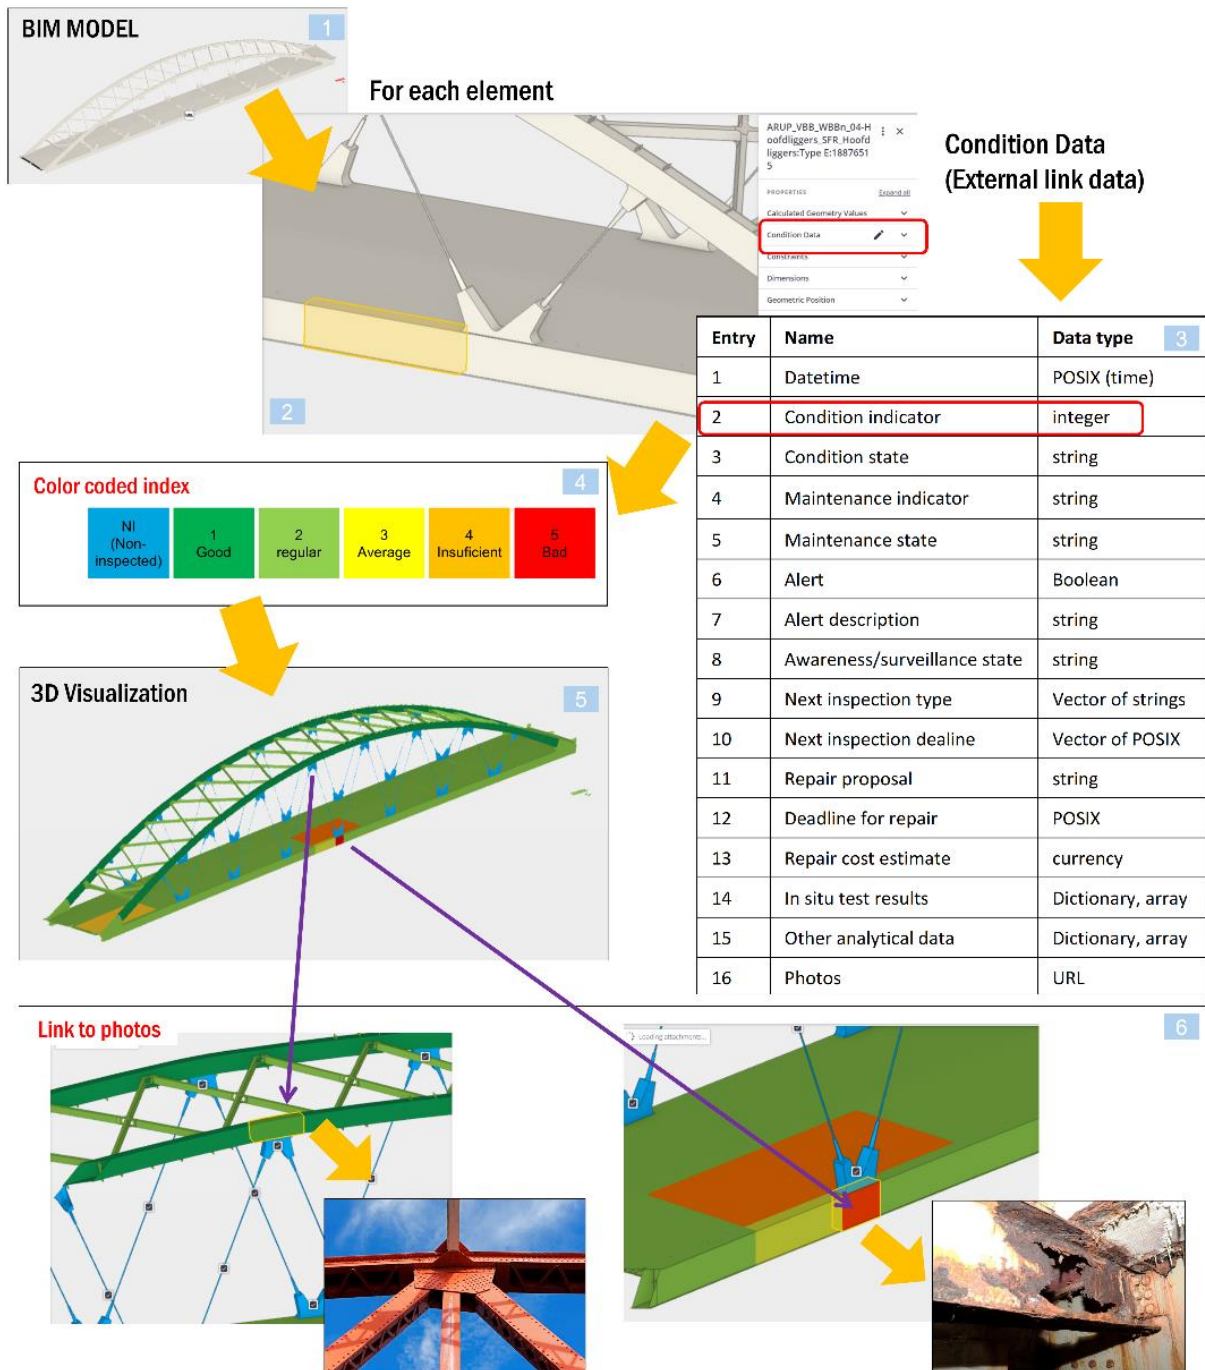 BIM MODEL
1
For each element
ARUP_VBB_WBBn_04-H
oofdliggers_SFR_Hoofd
liggers:Type E:1887651
5
PROPERTIES
Expand all
Calculated Geometry Values
Condition Data
Constraints
Dimensions
Geometric Position
2
Condition Data
(External link data)
Entry Name Data type 3
1 Datetime POSIX (time)
2 Condition indicator integer
3 Condition state string
4 Maintenance indicator string
5 Maintenance state string
6 Alert Boolean
7 Alert description string
8 Awareness/surveillance state string
9 Next inspection type Vector of strings
10 Next inspection dealine Vector of POSIX
11 Repair proposal string
12 Deadline for repair POSIX
13 Repair cost estimate currency
14 In situ test results Dictionary, array
15 Other analytical data Dictionary, array
16 Photos URL
Color coded index
4
NI
(Non-
inspected)
1
Good
2
regular
3
Average
4
Insuficient
5
Bad
3D Visualization
5
Link to photos
Loading attachments...
6